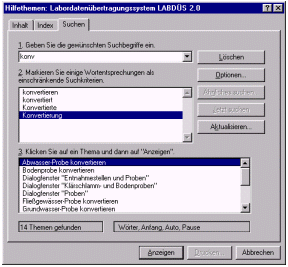 Hilfethemen: Labordatenübertragungssystem LABDÜS 2.0
Inhalt Index Suchen
1. Geben Sie die gewünschten Suchbegriffe ein.
konv
Löschen
2. Markieren Sie einige Wortentsprechungen als
einschränkende Suchkriterien.
Optionen...
konvertieren
konvertiert
Konvertierte
Konvertierung
Ähnliches suchen
Jetzt suchen
Aktualisieren...
3. Klicken Sie auf ein Thema und dann auf "Anzeigen".
Abwasser-Probe konvertieren
Bodenprobe konvertieren
Dialogfenster "Entnahmestellen und Proben"
Dialogfenster "Klärschlamm- und Bodenproben"
Dialogfenster "Proben"
Fließgewässer-Probe konvertieren
Grundwasser-Probe konvertieren
14 Themen gefunden
Wörter, Anfang, Auto, Pause
Anzeigen Drucken... Abbrechen